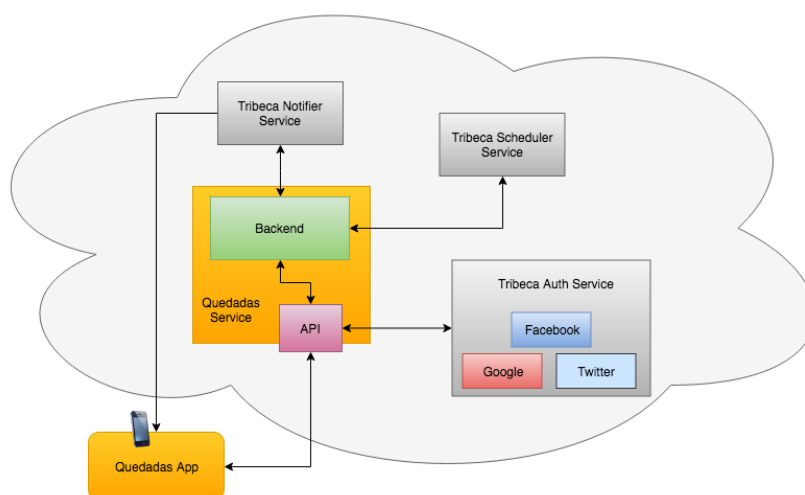 Tribeca Notifier
Service
Tribeca Scheduler
Service
Backend
Quedadas
Service
API
Tribeca Auth Service
Facebook
Google
Twitter
Quedadas App